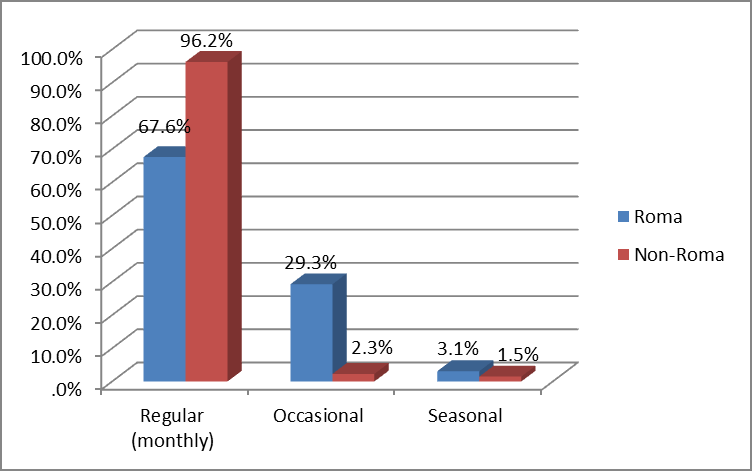 96.2%
100.0%
90.0%
80.0%
67.6%
70.0%
60.0%
50.0%
40.0%
29.3%
30.0%
20.0%
2.3%
3.1%
1.5%
10.0%
.0%
Regular
(monthly)
Occasional
Seasonal
Roma
Non-Roma